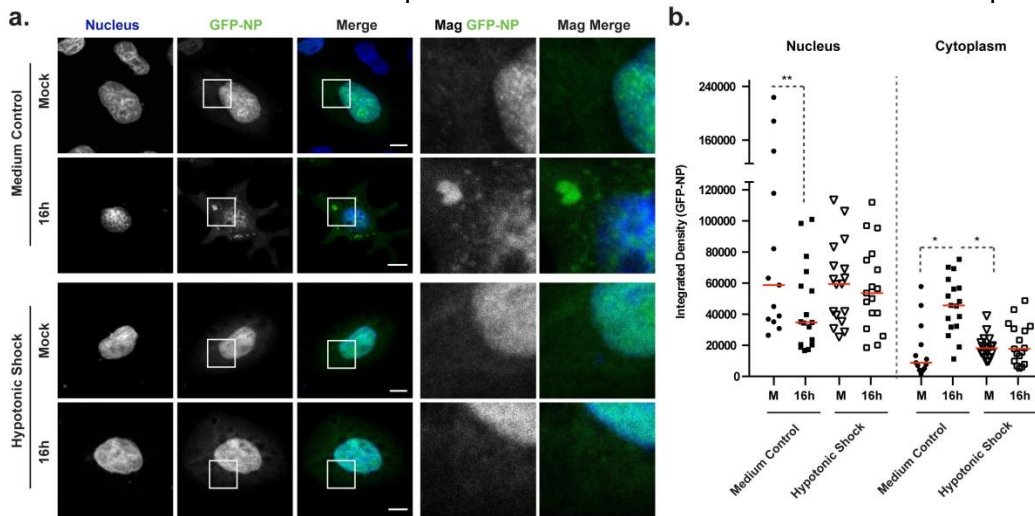 a.
Nucleus GFP-NP Merge Mag GFP-NP Mag Merge
Medium Control
Mock
16h
Hypotonic Shock
Mock
16h
b.
Nucleus Cytoplasm
Integrated Density (GFP-NP)
240000
200000
160000
120000
100000
80000
60000
40000
20000
0
** * *
M 16h M 16h M 16h M 16h
Medium Control Hypotonic Shock Medium Control Hypotonic Shock